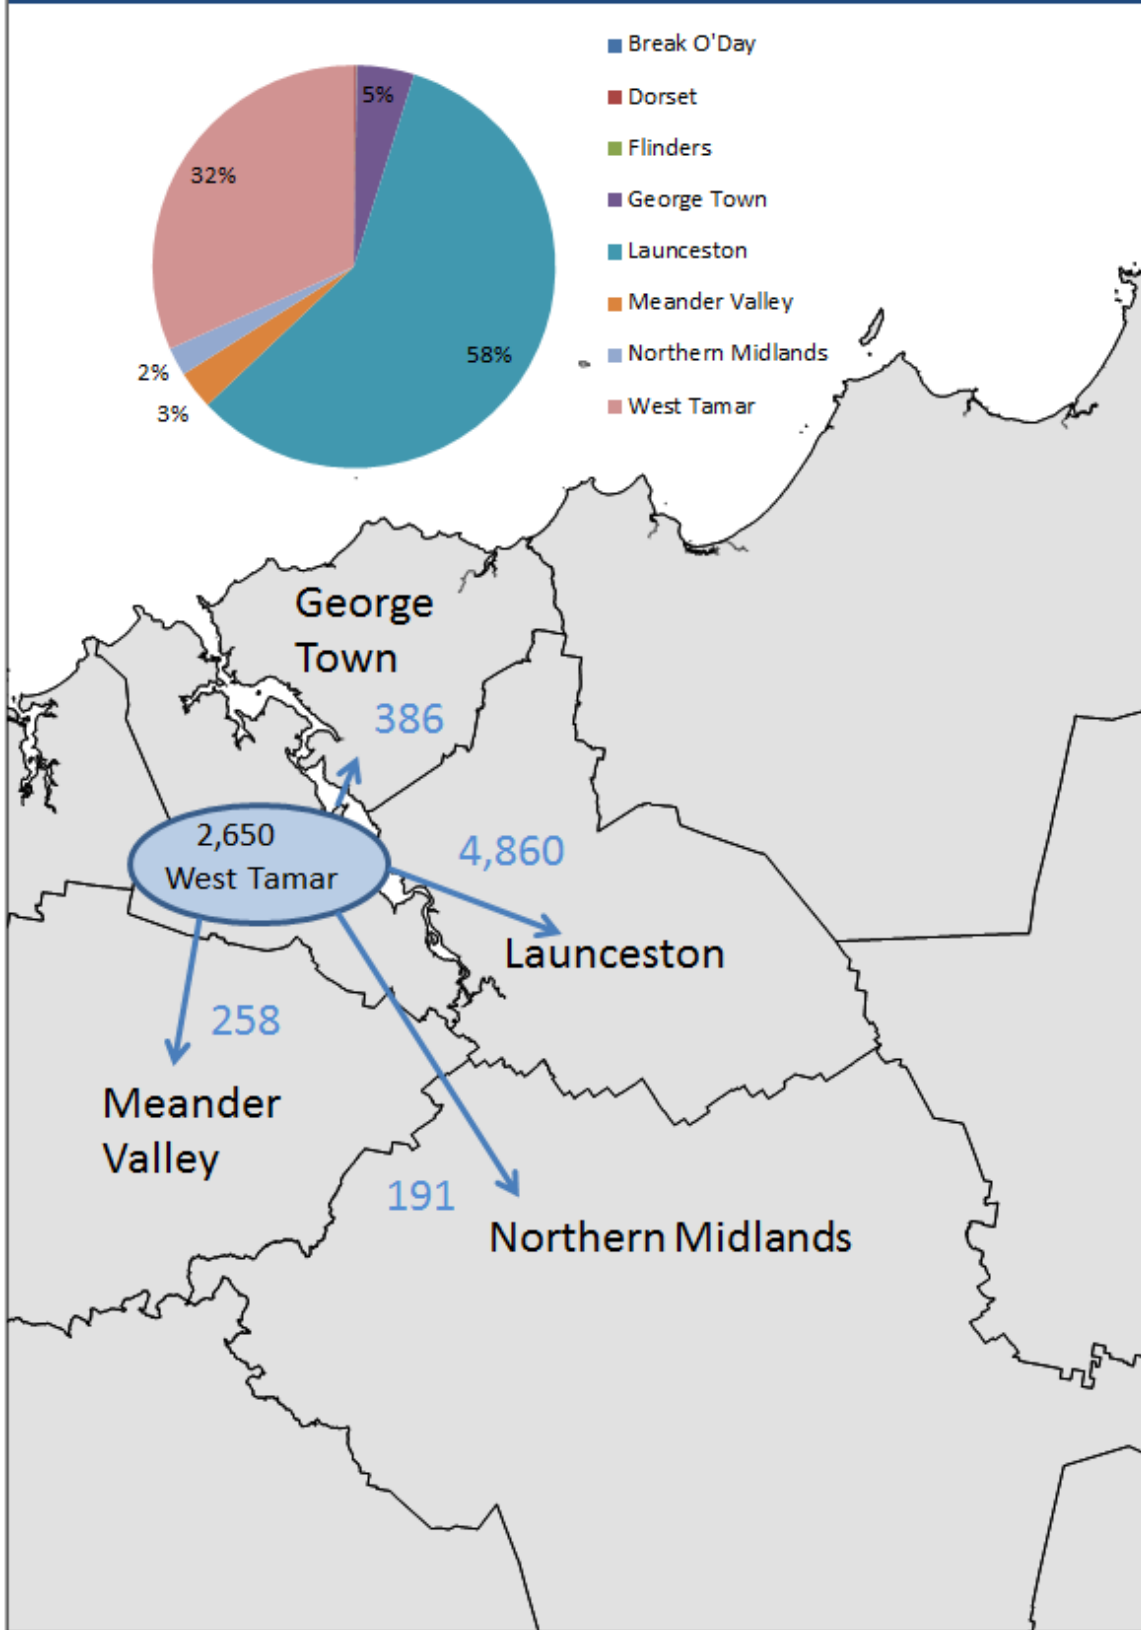 Break O'Day
Dorset
Flinders
George Town
Launceston
Meander Valley
Northern Midlands
West Tamar
5%
32%
58%
2%
3%
George
Town
386
2,650
West Tamar
4,860
Launceston
258
Meander
Valley
191
Northern Midlands